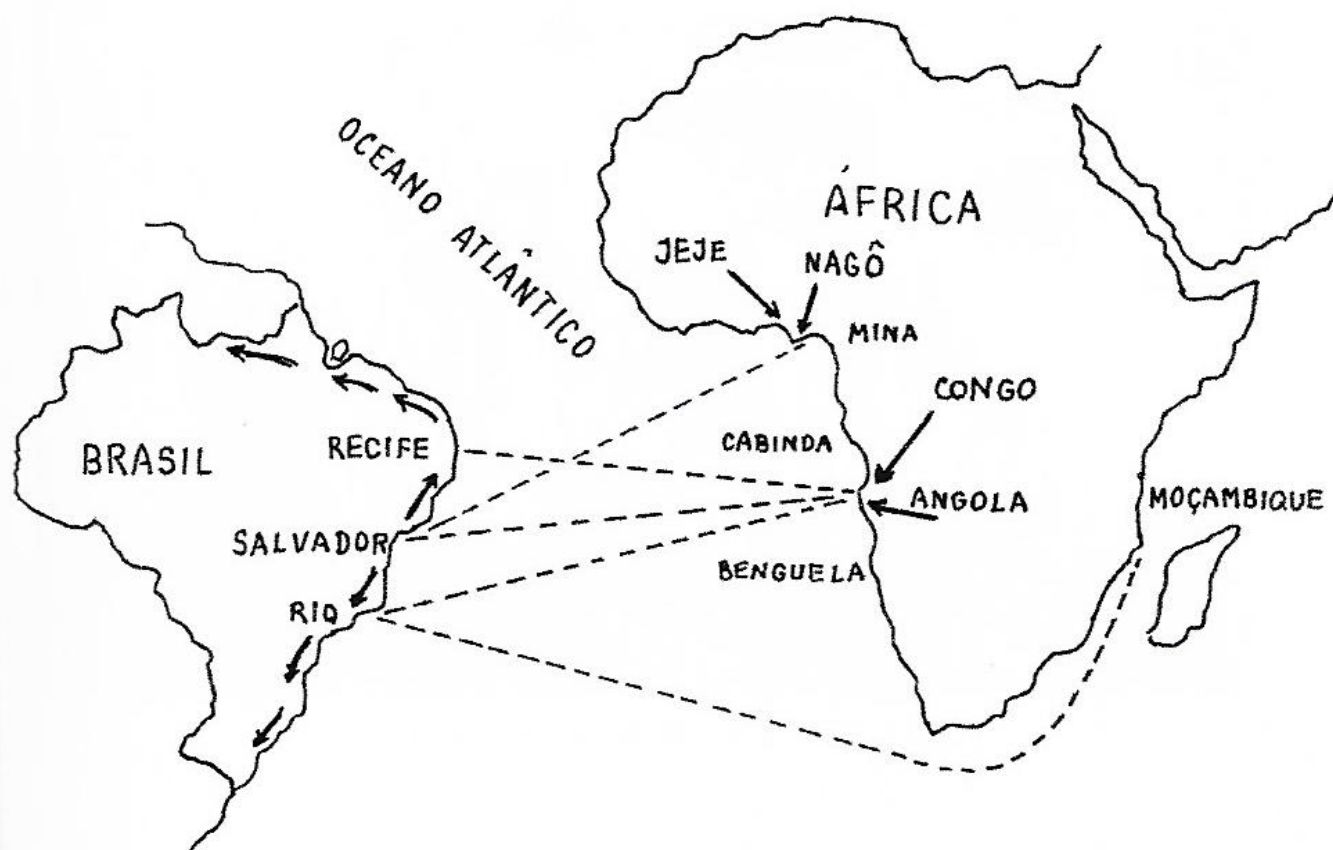 OCEANO ATLÂNTICO
ÁFRICA
JEJE
NAGÔ
MINA
CONGO
BRASIL
RECIFE
CABINDA
ANGOLA
MOÇAMBIQUE
SALVADOR
BENGUELA
RIO